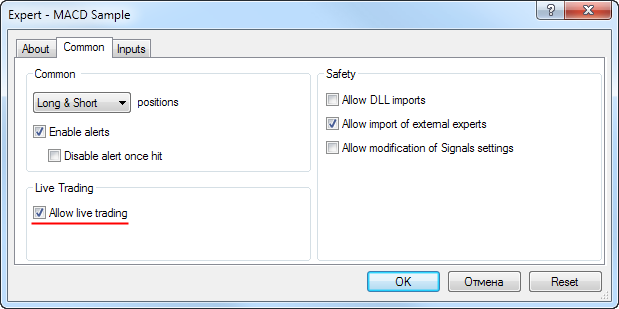 Expert - MACD Sample
About
Common
Inputs
Common
Long & Short positions
Enable alerts
Disable alert once hit
Live Trading
Allow live trading
Safety
Allow DLL imports
Allow import of external experts
Allow modification of Signals settings
OK
Отмена
Reset